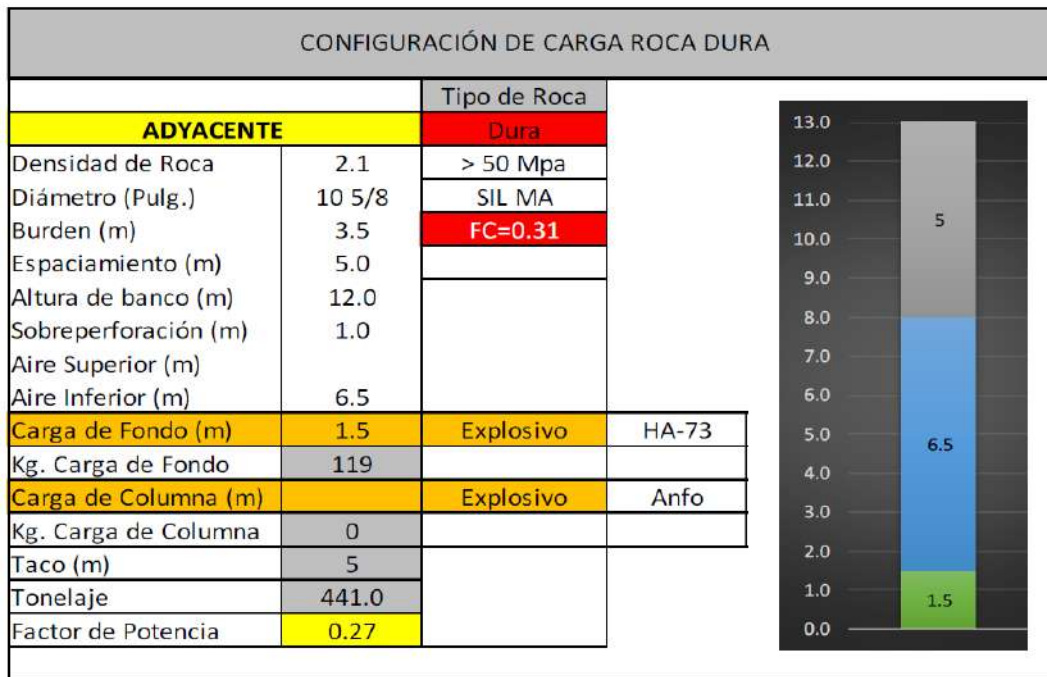 CONFIGURACIÓN DE CARGA ROCA DURA
Tipo de Roca
ADYACENTE Dura
Densidad de Roca 2.1 > 50 Mpa
Diámetro (Pulg.) 10 5/8 SIL MA
Burden (m) 3.5 FC=0.31
Espaciamiento (m) 5.0
Altura de banco (m) 12.0
Sobreperforación (m) 1.0
Aire Superior (m)
Aire Inferior (m) 6.5
Carga de Fondo (m) 1.5 Explosivo HA-73
Kg. Carga de Fondo 119
Carga de Columna (m) Explosivo Anfo
Kg. Carga de Columna 0
Taco (m) 5
Tonelaje 441.0
Factor de Potencia 0.27
13.0
12.0
11.0
10.0
9.0
8.0
7.0
6.0
5.0
4.0
3.0
2.0
1.0
0.0
5
6.5
1.5